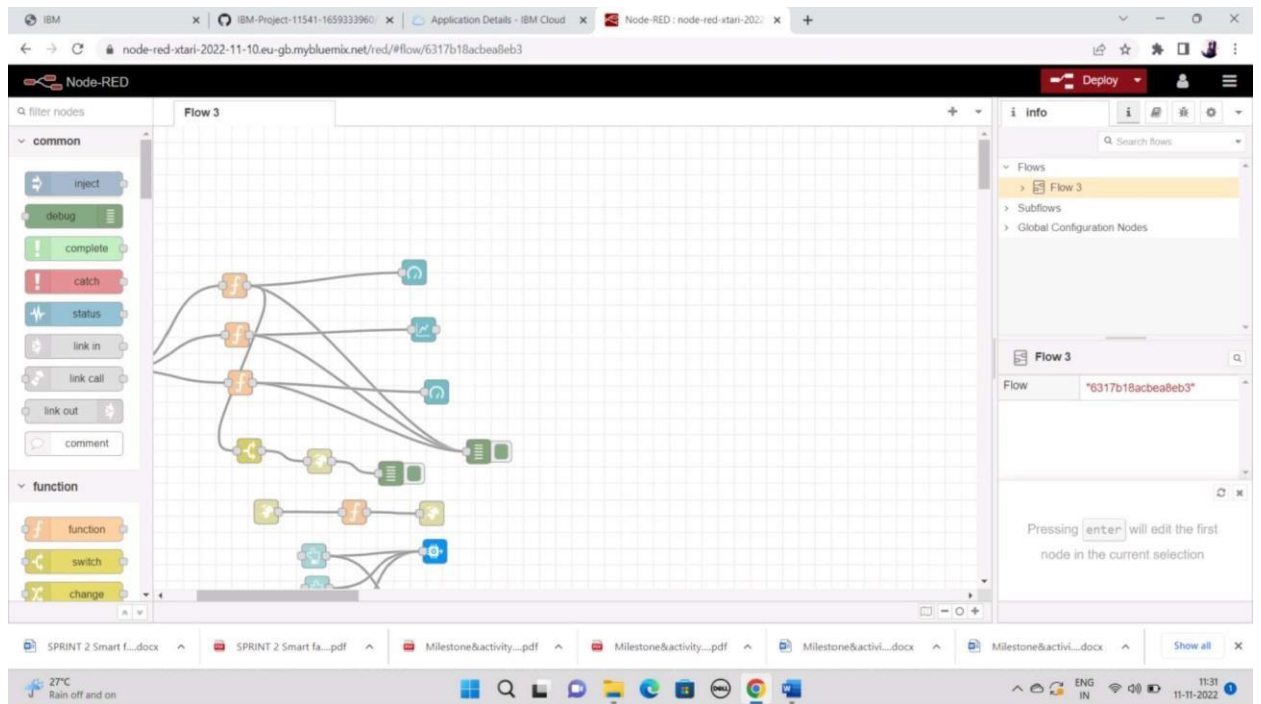 IBM
IBM-Project-11541-1659333960
Application Details - IBM Cloud
Node-RED : node-red-xtari-2022
node-red-xtari-2022-11-10.eu-gb.mybluemix.net/red/#flow/6317b18acbea8eb3
Node-RED
Deploy
filter nodes
Flow 3
i info
i
common
Search flows
inject
debug
complete
catch
status
link in
link call
link out
comment
function
function
switch
change
Flows
Flow 3
Subflows
Global Configuration Nodes
Flow 3
Flow "6317b18acbea8eb3"
Pressing enter will edit the first
node in the current selection
SPRINT 2 Smart f....docx
SPRINT 2 Smart fa....pdf
Milestone&activity....pdf
Milestone&activity....pdf
Milestone&activi....docx
Milestone&activi....docx
Show all
27°C
Rain off and on
DELL
ENG
IN
11:31
11-11-2022
1